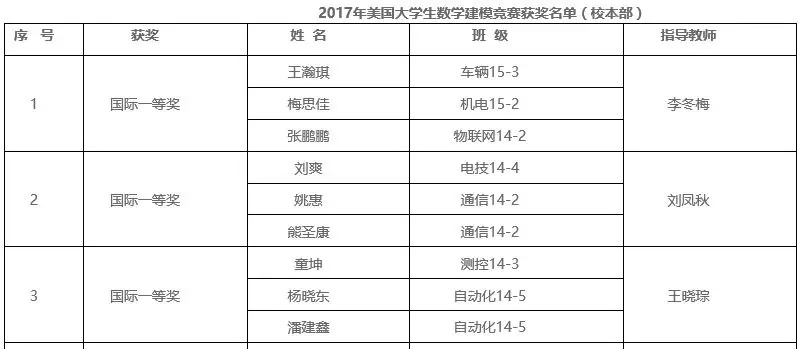 2017年美国大学生数学建模竞赛获奖名单（校本部）
序 号 获奖 姓 名 班 级 指导教师
1 国际一等奖 王瀚琪 车辆15-3 李冬梅
梅思佳 机电15-2
张鹏鹏 物联网14-2
2 国际一等奖 刘爽 电技14-4 刘凤秋
姚惠 通信14-2
熊圣康 通信14-2
3 国际一等奖 童坤 测控14-3 王晓琮
杨晓东 自动化14-5
潘建鑫 自动化14-5